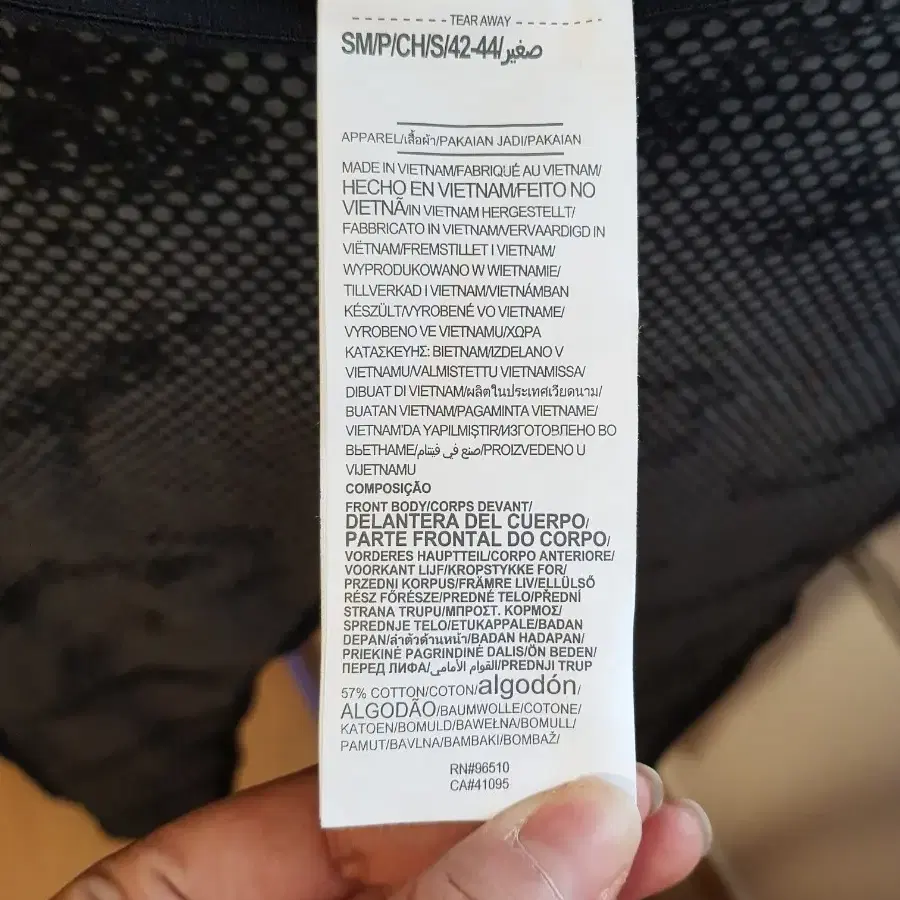 TEAR AWAY
SM/P/CH/S/42-44/صغير
APPAREL/เสื้อผ้า/PAKAIAN JADI/PAKAIAN
MADE IN VIETNAM/FABRIQUÉ AU VIETNAM/
HECHO EN VIETNAM/FEITO NO
VIETNÃ/IN VIETNAM HERGESTELLT/
FABBRICATO IN VIETNAM/VERVAARDIGD IN
VIËTNAM/FREMSTILLET I VIETNAM/
WYPRODUKOWANO W WIETNAMIE/
TILLVERKAD I VIETNAM/VIETNÁMBAN
KÉSZÜLT/VYROBENÉ VO VIETNAME/
VYROBENO VE VIETNAMU/ΧΩΡΑ
ΚΑΤΑΣΚΕΥΗΣ: ΒΙΕΤΝΑΜ/IZDELANO V
VIETNAMU/VALMISTETTU VIETNAMISSA/
DIBUAT DI VIETNAM/ผลิตในประเทศเวียดนาม/
BUATAN VIETNAM/PAGAMINTA VIETNAME/
VIETNAM'DA YAPILMIŞTIR/ИЗГОТОВЛЕНО ВО
ВЬЕТНАМЕ/صنع في فيتنام/PROIZVEDENO U
VIJETNAMU
COMPOSIÇÃO
FRONT BODY/CORPS DEVANT/
DELANTERA DEL CUERPO/
PARTE FRONTAL DO CORPO/
VORDERES HAUPTTEIL/CORPO ANTERIORE/
VOORKANT LIJF/KROPSTYKKE FOR/
PRZEDNI KORPUS/FRÄMRE LIV/ELLÜLSŐ
RÉSZ FŐRÉSZE/PREDNÉ TELO/PŘEDNÍ
STRANA TRUPU/ΜΠΡΟΣΤ. ΚΟΡΜΟΣ/
SPREDNJE TELO/ETUKAPPALE/BADAN
DEPAN/ลำตัวด้านหน้า/BADAN HADAPAN/
PRIEKINĖ PAGRINDINĖ DALIS/ÖN BEDEN/
ПЕРЕД ЛИФА/القوام الأمامي/PREDNJI TRUP
57% COTTON/COTON/algodón/
ALGODÃO/BAUMWOLLE/COTONE/
KATOEN/BOMULD/BAWEŁNA/BOMULL/
PAMUT/BAVLNA/ΒΑΜΒΑΚΙ/BOMBAŽ/
RN#96510
CA#41095